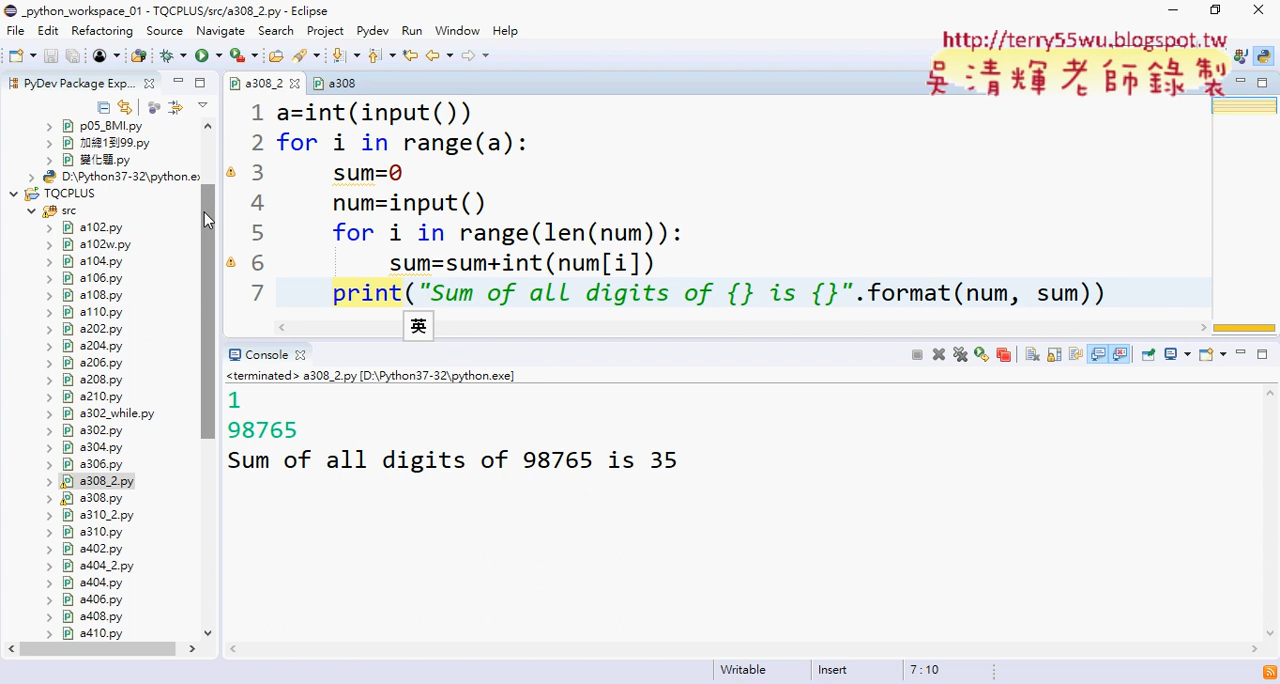 _python_workspace_01 - TQCPLUS/src/a308_2.py - Eclipse
File Edit Refactoring Source Navigate Search Project Pydev Run Window Help
http://terry55wu.blogspot.tw
吳清輝老師錄製
PyDev Package Exp...
a308_2
a308
p05_BMI.py
加總1到99.py
變化題.py
D:\Python37-32\python.ex
TQCPLUS
src
a102.py
a102w.py
a104.py
a106.py
a108.py
a110.py
a202.py
a204.py
a206.py
a208.py
a210.py
a302_while.py
a302.py
a304.py
a306.py
a308_2.py
a308.py
a310_2.py
a310.py
a402.py
a404_2.py
a404.py
a406.py
a408.py
a410.py
1 a=int(input())
2 for i in range(a):
3 sum=0
4 num=input()
5 for i in range(len(num)):
6 sum=sum+int(num[i])
7 print("Sum of all digits of {} is {}".format(num, sum))
英
Console
<terminated> a308_2.py [D:\Python37-32\python.exe]
1
98765
Sum of all digits of 98765 is 35
Writable Insert 7 : 10